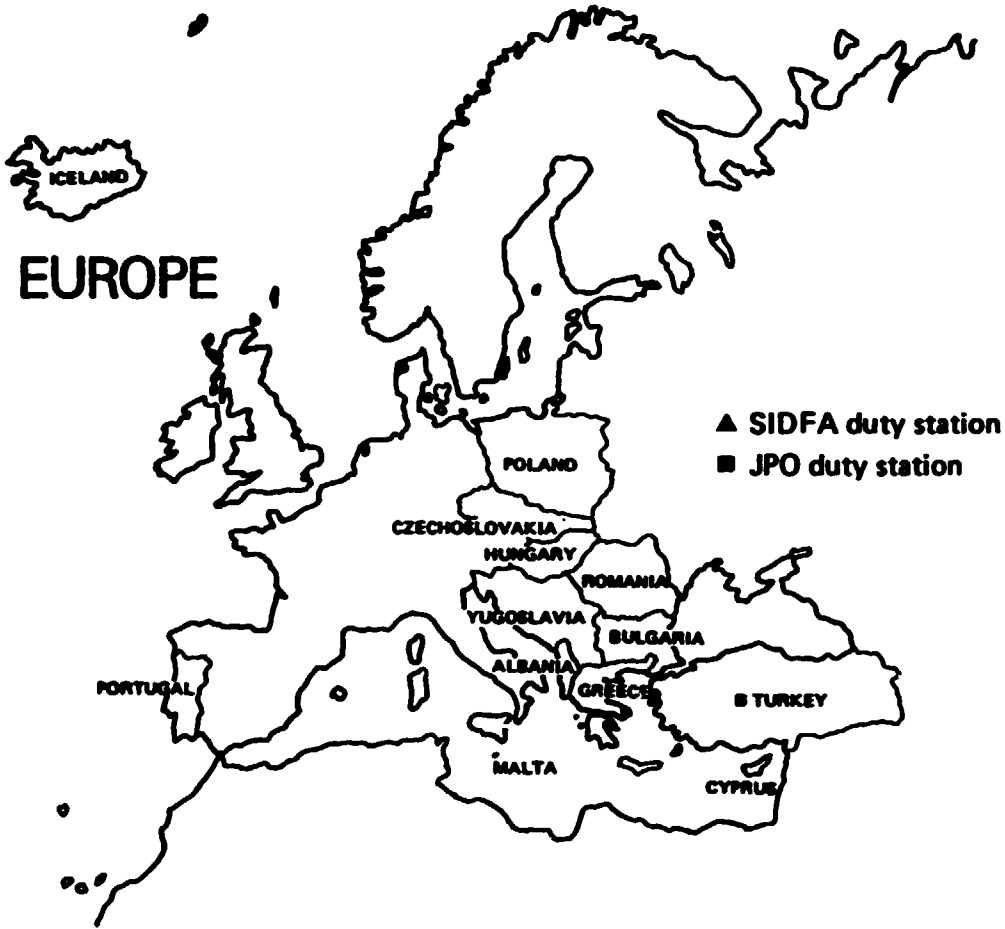 ICELAND
EUROPE
▲ SIDFA duty station
■ JPO duty station
POLAND
CZECHOSLOVAKIA
HUNGARY
ROMANIA
YUGOSLAVIA
BULGARIA
ALBANIA
PORTUGAL
GREECE
B TURKEY
MALTA
CYPRUS